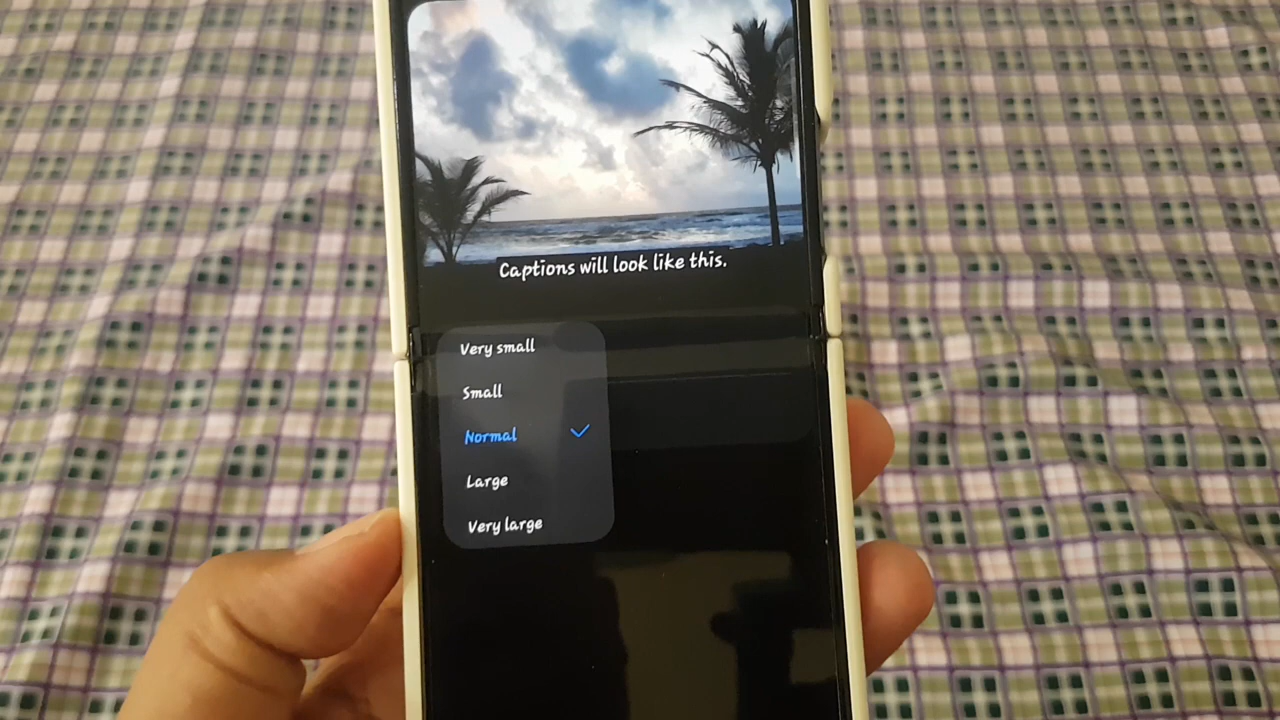 Captions will look like this.
Very small
Small
Normal
Large
Very large